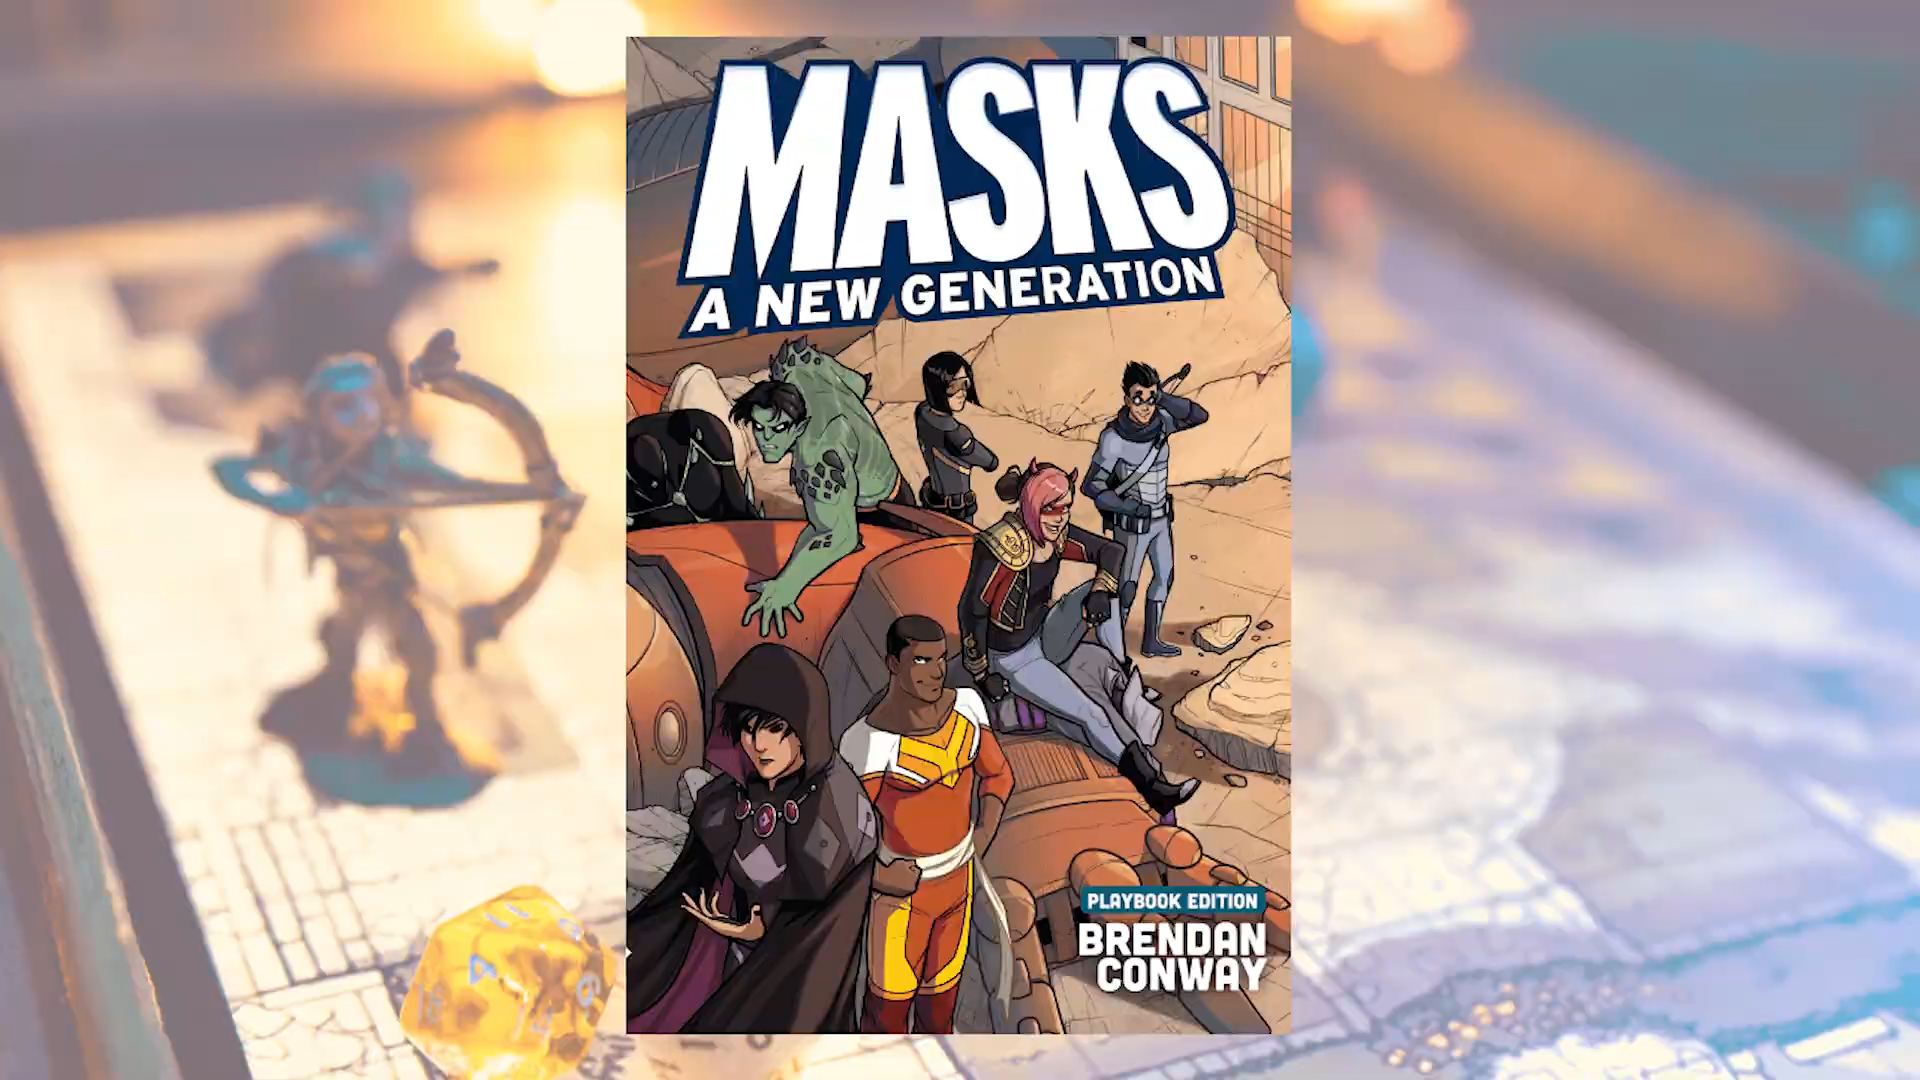 MASKS
A NEW GENERATION
PLAYBOOK EDITION
BRENDAN
CONWAY